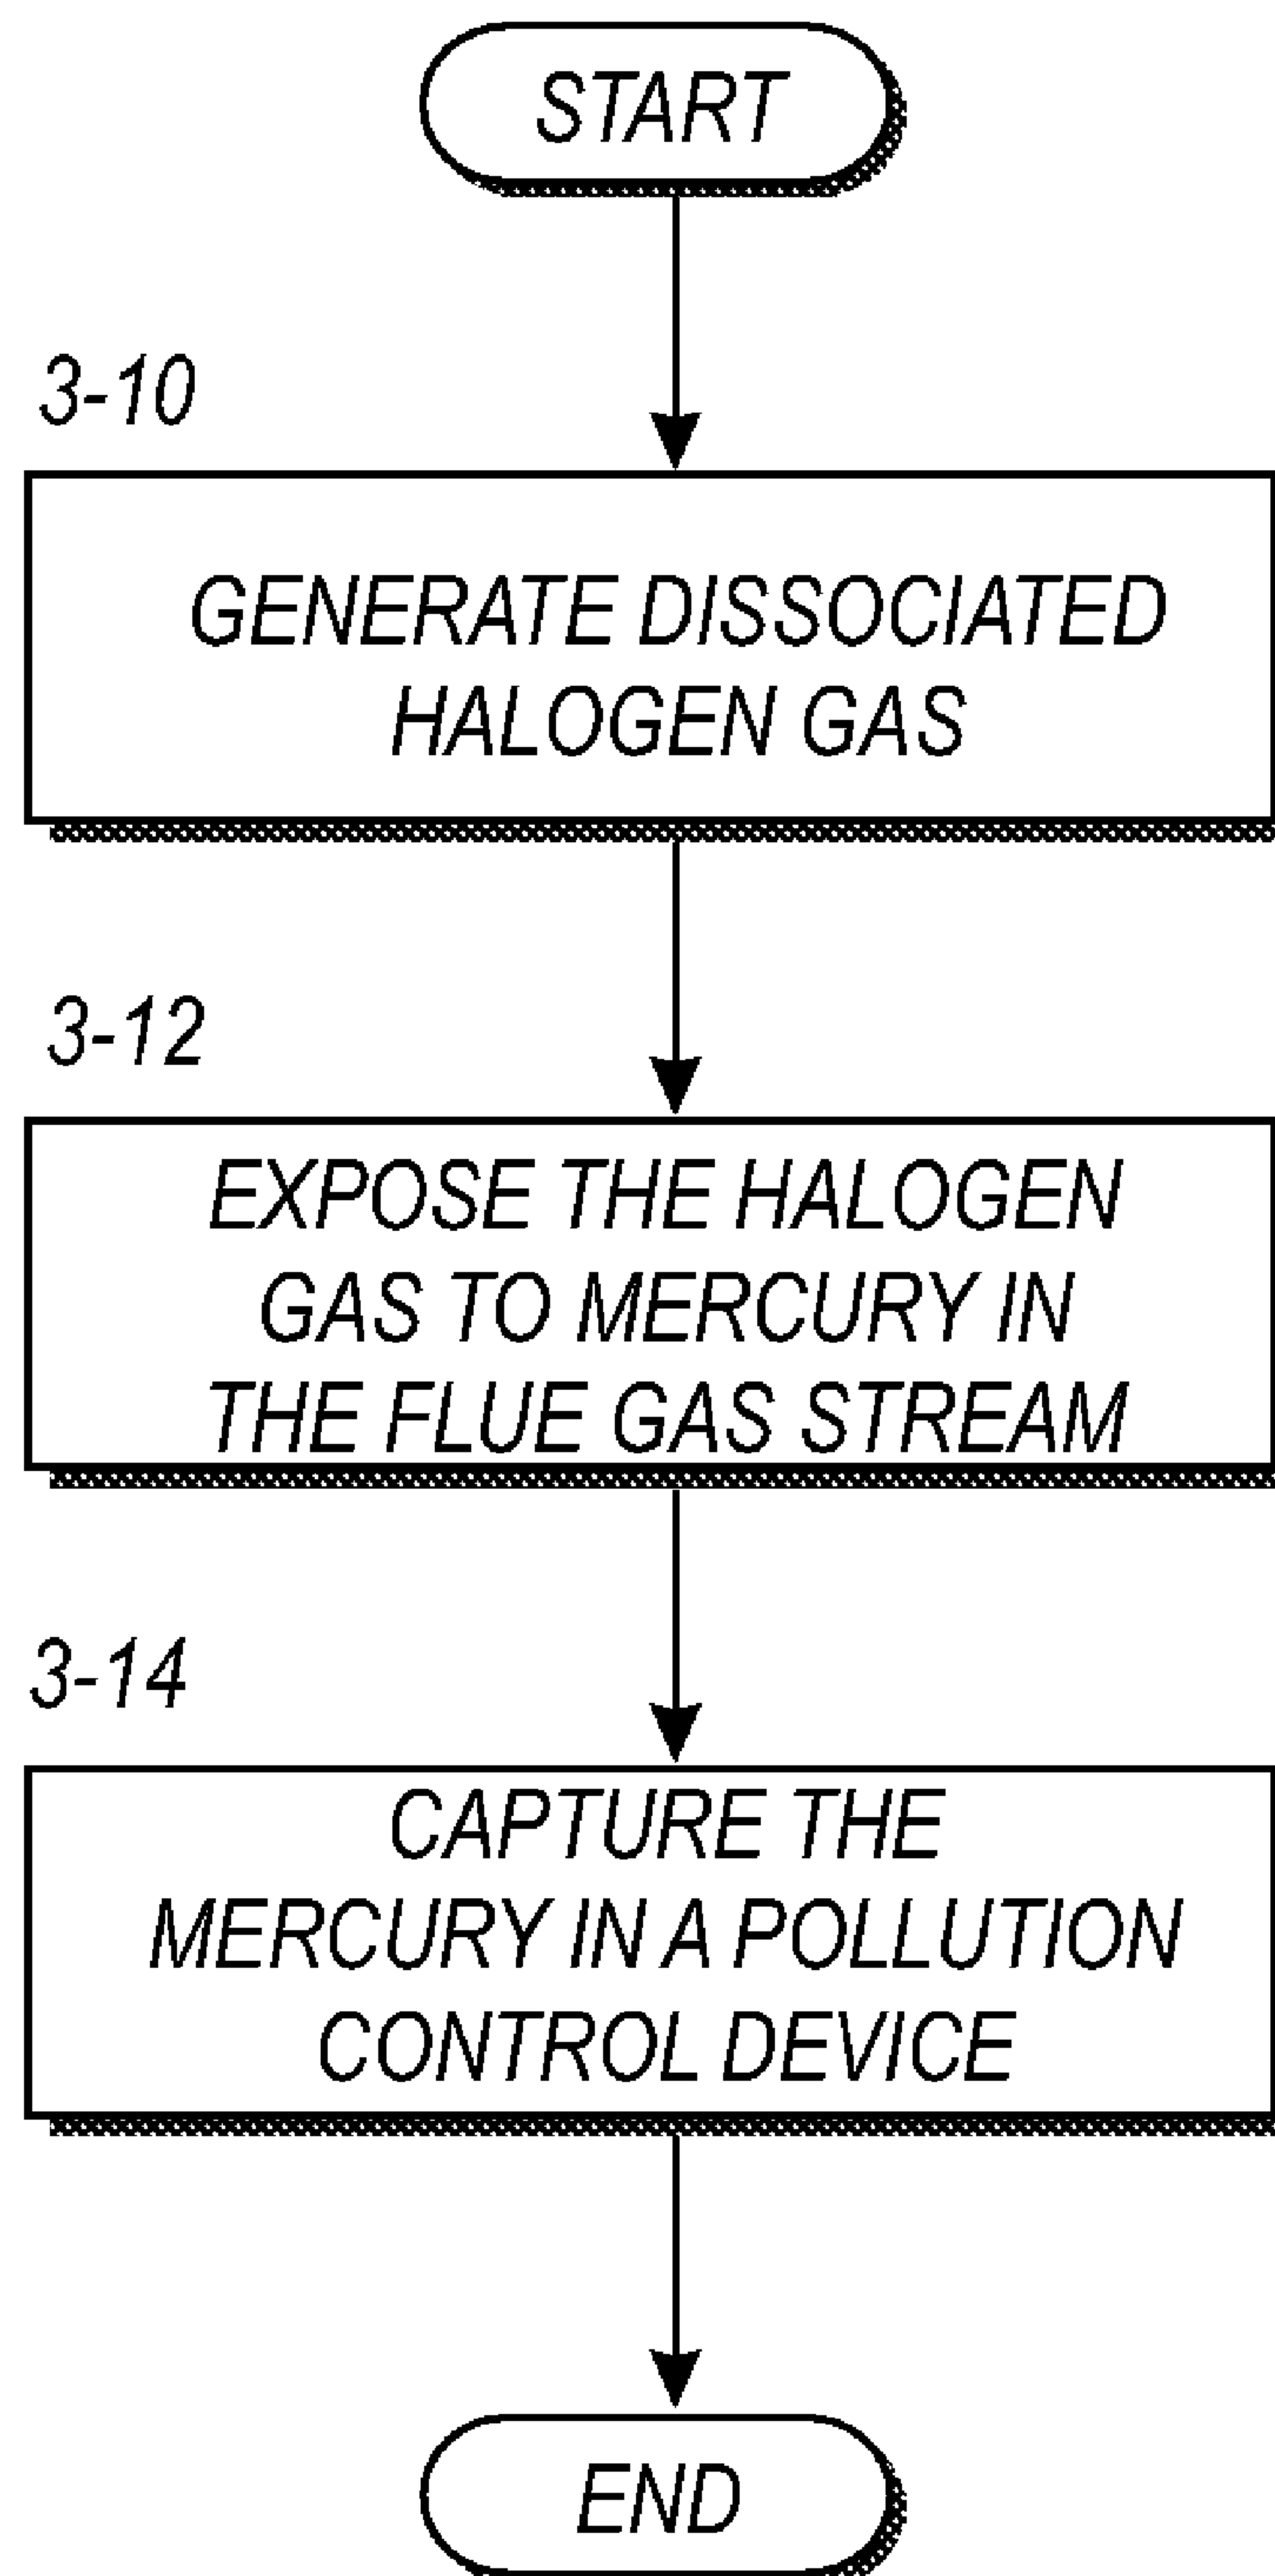 START
3-10
GENERATE DISSOCIATED
HALOGEN GAS
3-12
EXPOSE THE HALOGEN
GAS TO MERCURY IN
THE FLUE GAS STREAM
3-14
CAPTURE THE
MERCURY IN A POLLUTION
CONTROL DEVICE
END